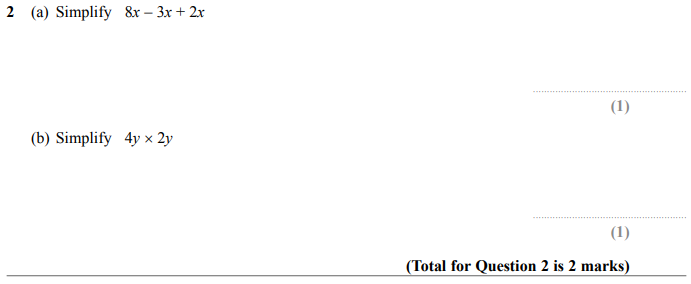 2 (a) Simplify 8x – 3x + 2x
(1)
(b) Simplify 4y × 2y
(1)
(Total for Question 2 is 2 marks)